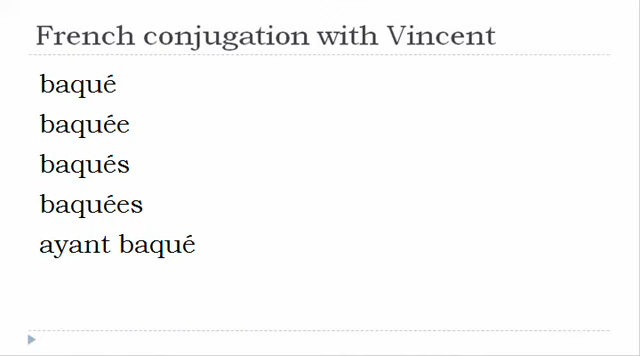 French conjugation with Vincent
baqué
baquée
baqués
baquées
ayant baqué